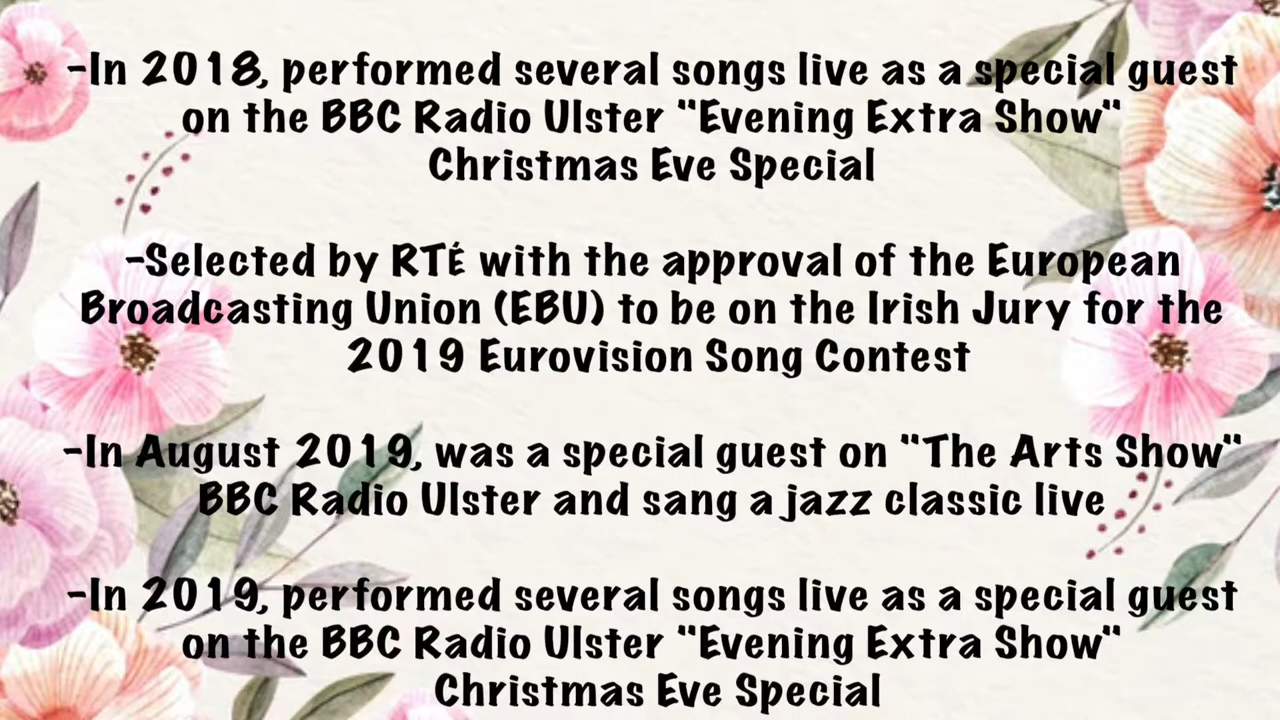 -In 2018, performed several songs live as a special guest
on the BBC Radio Ulster "Evening Extra Show"
Christmas Eve Special
-Selected by RTÉ with the approval of the European
Broadcasting Union (EBU) to be on the Irish Jury for the
2019 Eurovision Song Contest
-In August 2019, was a special guest on "The Arts Show"
BBC Radio Ulster and sang a jazz classic live
-In 2019, performed several songs live as a special guest
on the BBC Radio Ulster "Evening Extra Show"
Christmas Eve Special